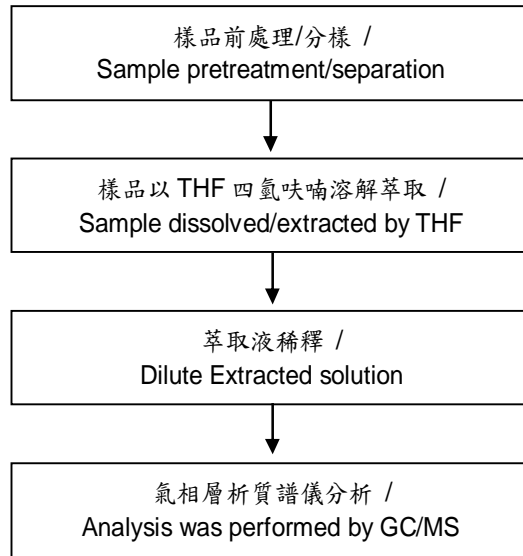 樣品前處理/分樣 /
Sample pretreatment/separation
樣品以 THF 四氫呋喃溶解萃取 /
Sample dissolved/extracted by THF
萃取液稀釋 /
Dilute Extracted solution
氣相層析質譜儀分析 /
Analysis was performed by GC/MS